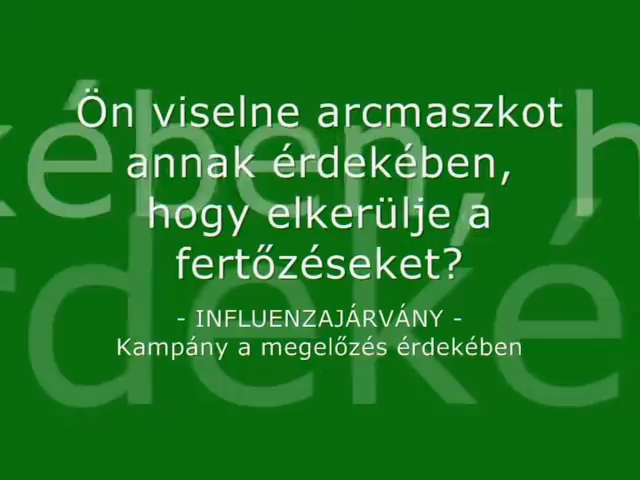 Ön viselne arcmaszkot
annak érdekében,
hogy elkerülje a
fertőzéseket?
- INFLUENZAJÁRVÁNY -
Kampány a megelőzés érdekében